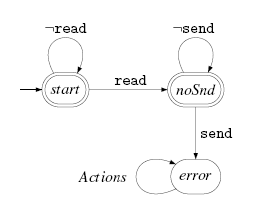 ¬read
¬send
start
read
noSnd
send
Actions
error